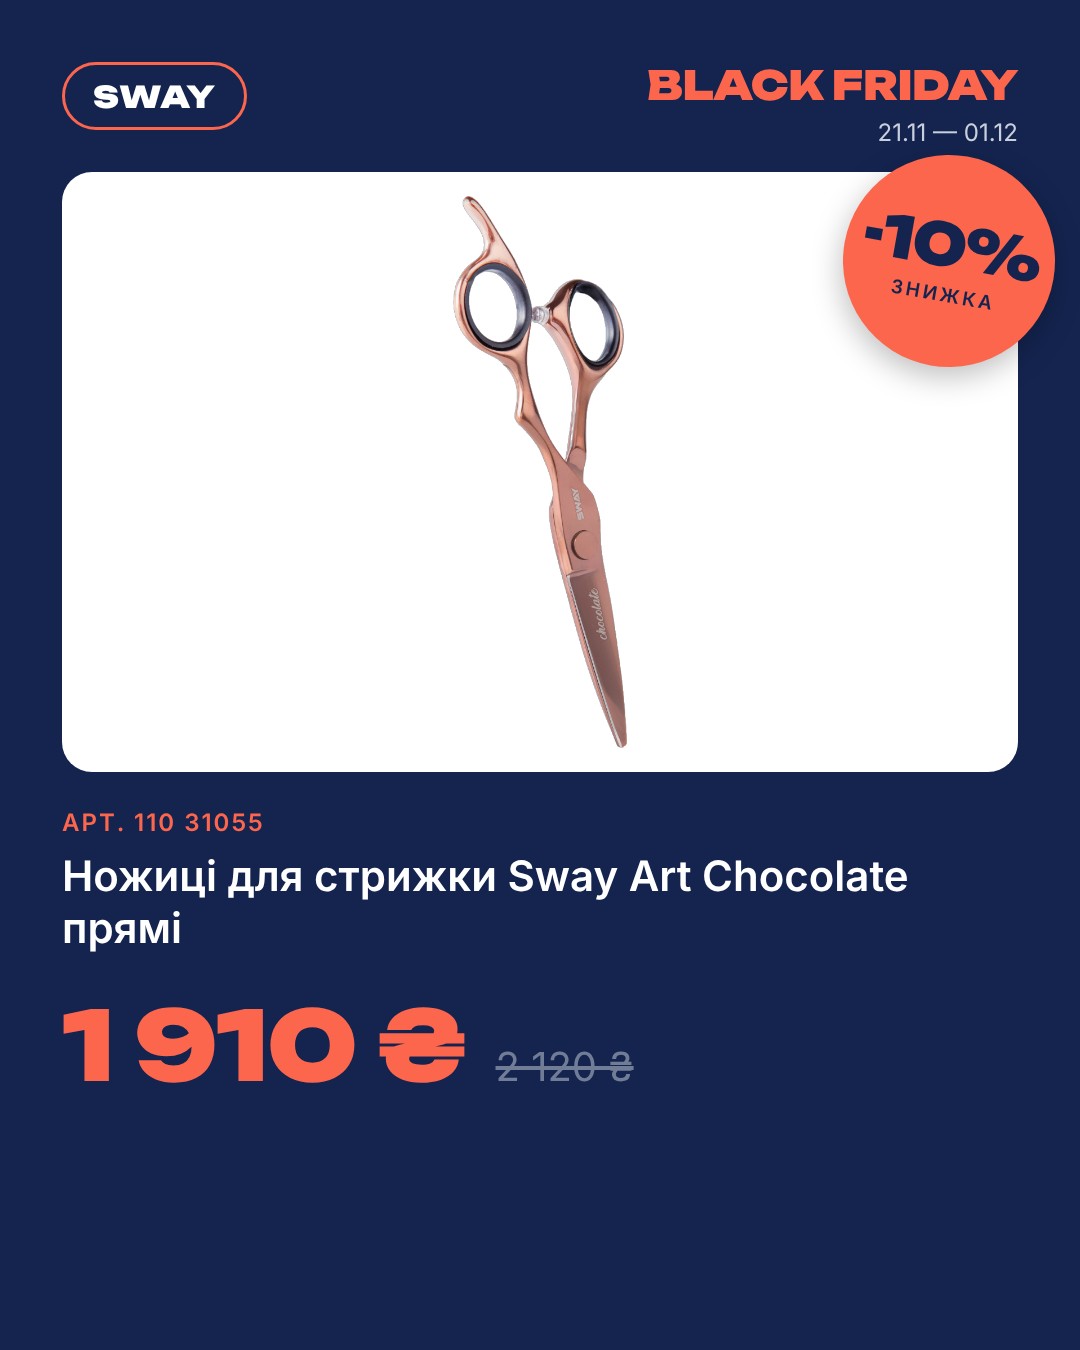 SWAY
BLACK FRIDAY
21.11 — 01.12
-10%
ЗНИЖКА
SWAY
chocolate
АРТ. 110 31055
Ножиці для стрижки Sway Art Chocolate
прямі
1 910 ₴ 2 120 ₴